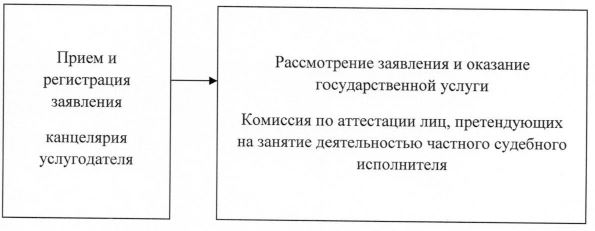 Прием и
регистрация
заявления
канцелярия
услугодателя
Рассмотрение заявления и оказание
государственной услуги
Комиссия по аттестации лиц, претендующих
на занятие деятельностью частного судебного
исполнителя